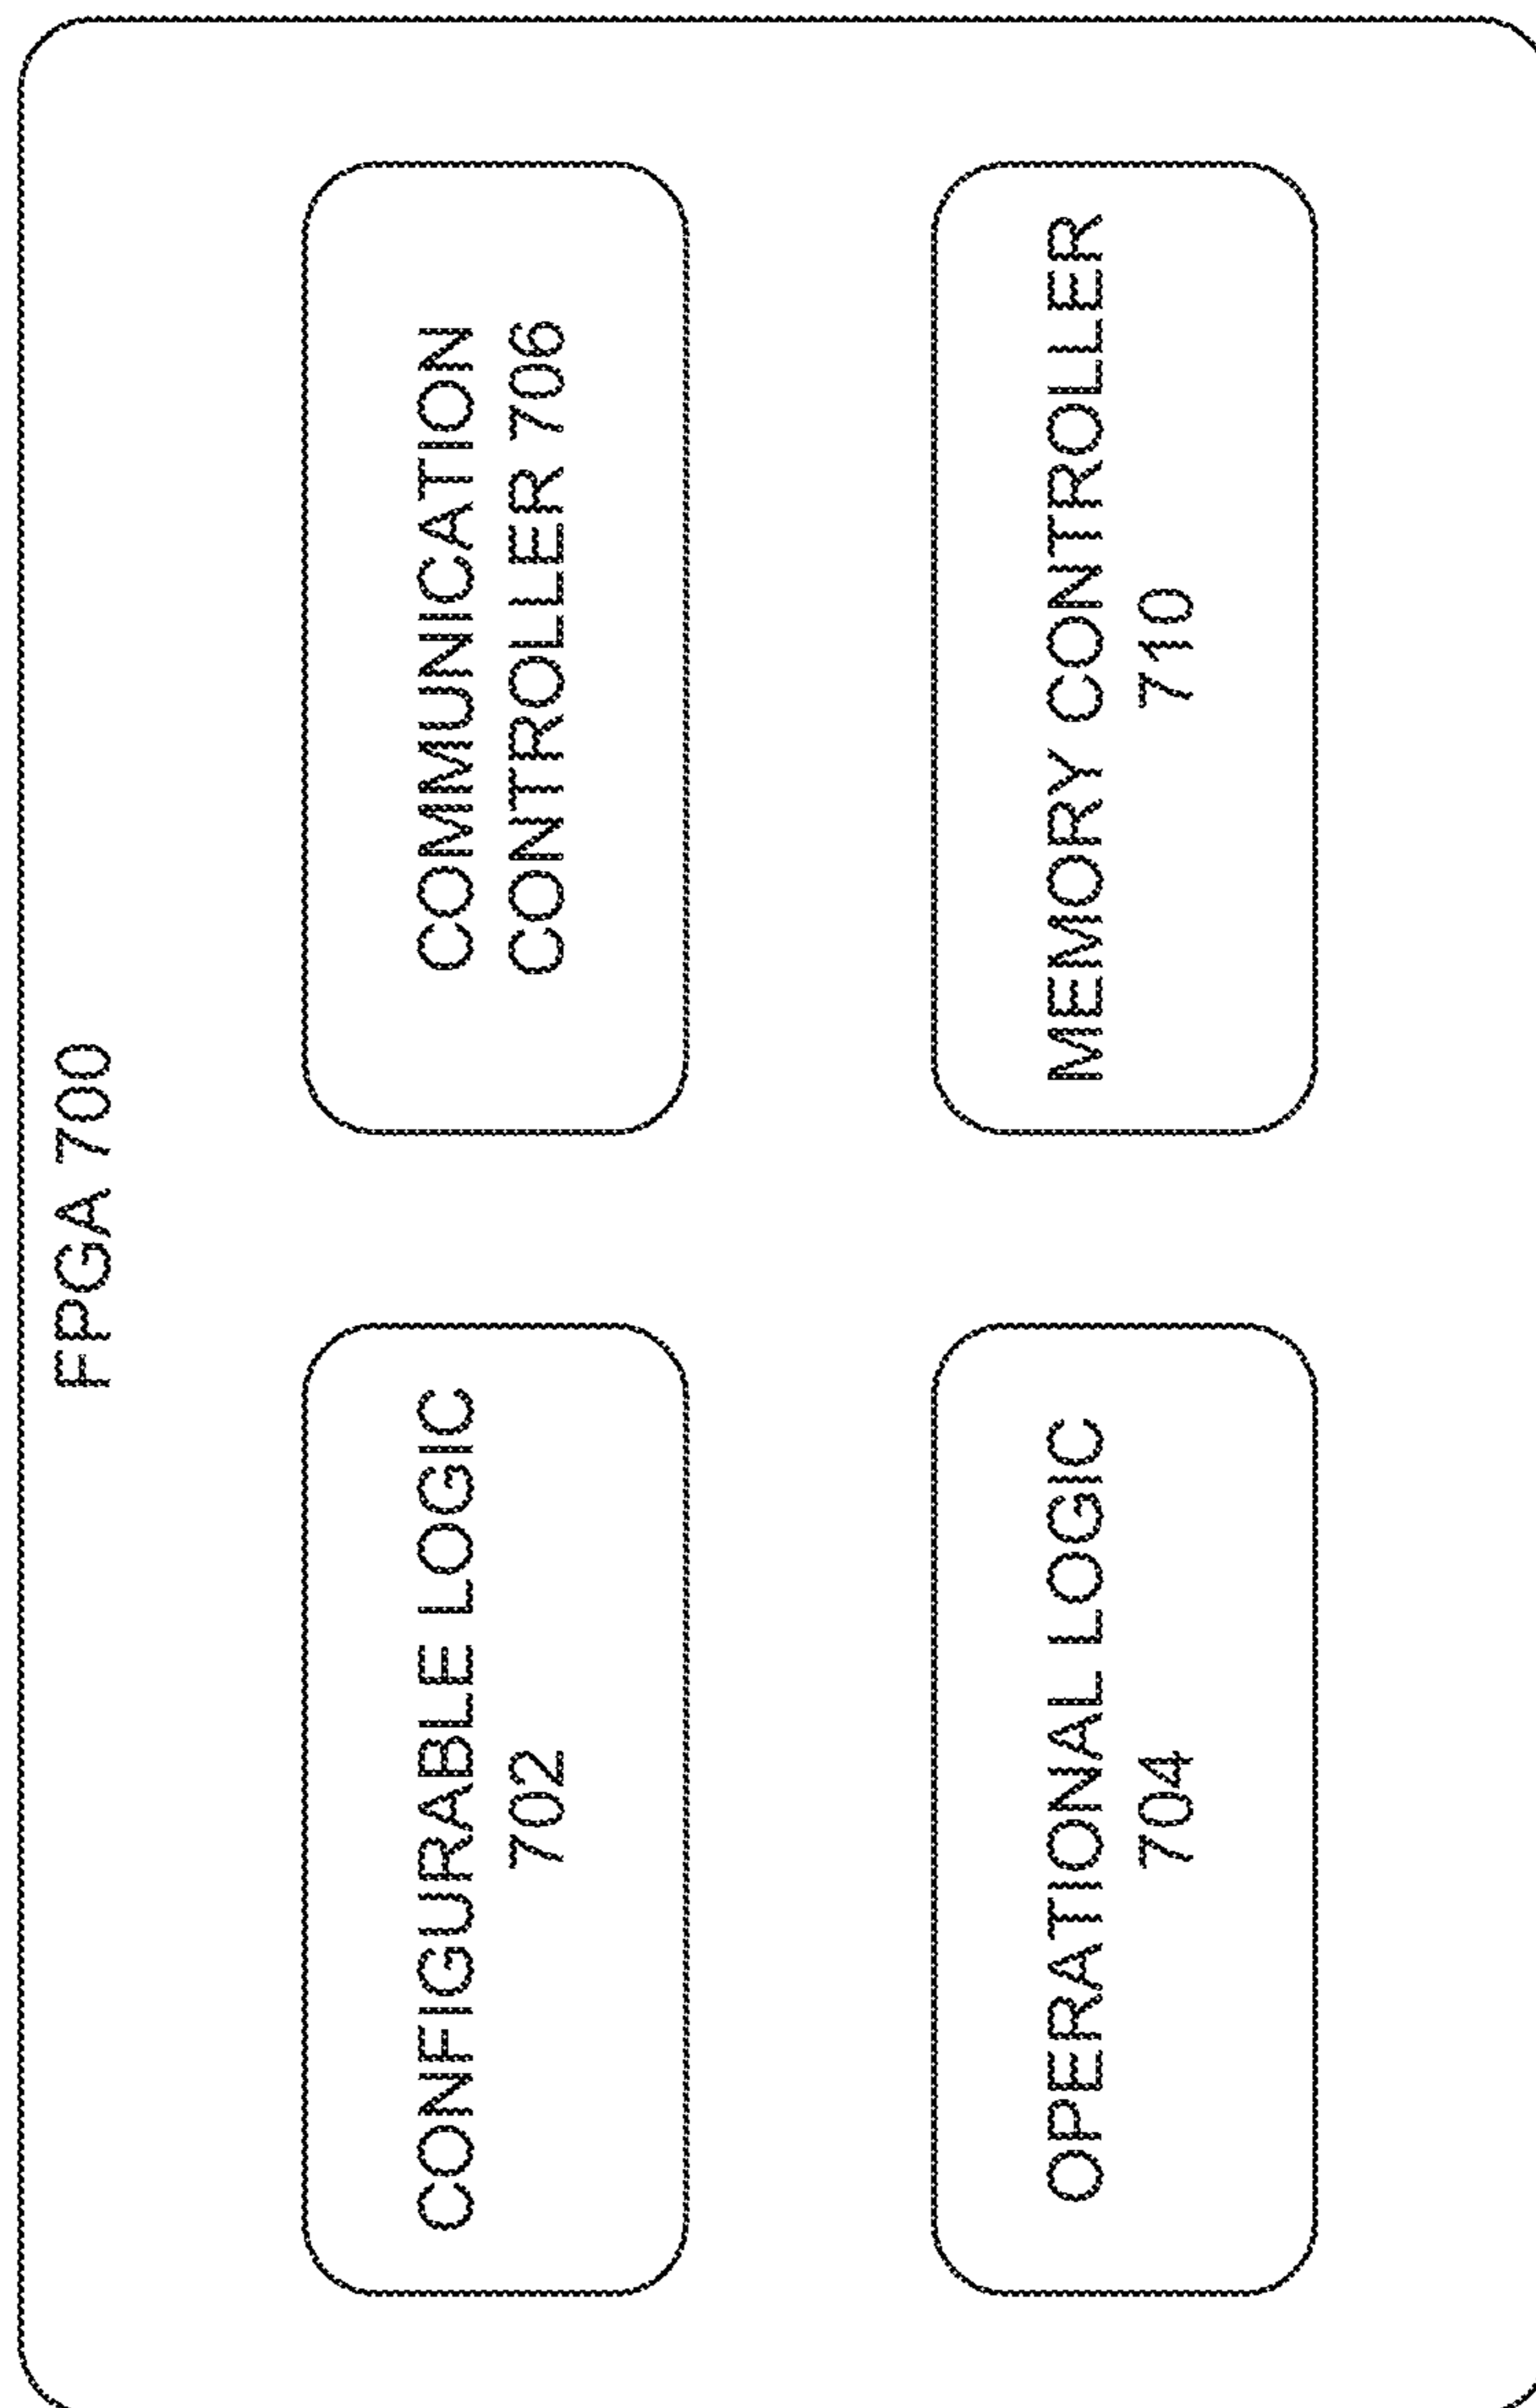 FPGA 700
CONFIGURABLE LOGIC
702
COMMUNICATION
CONTROLLER 706
OPERATIONAL LOGIC
704
MEMORY CONTROLLER
710